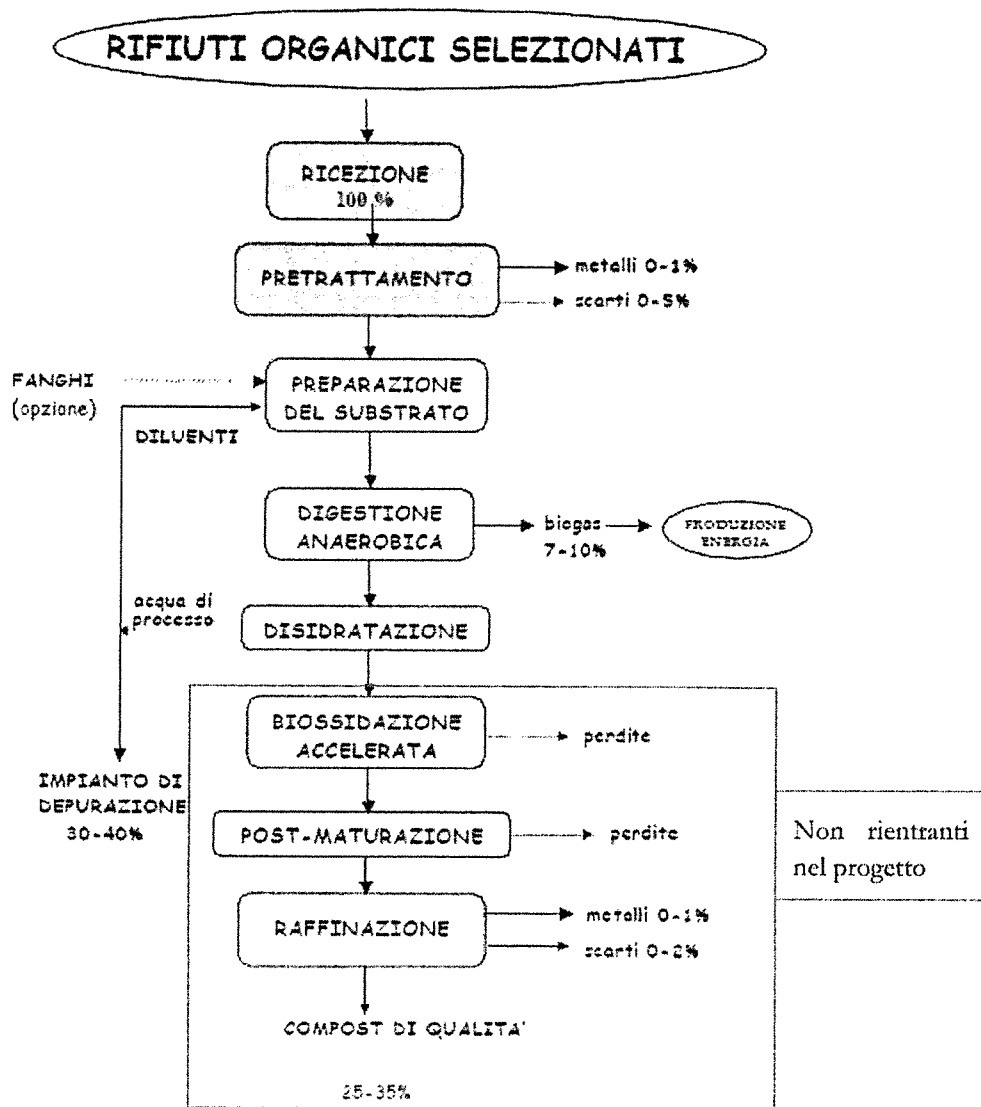 RIFIUTI ORGANICI SELEZIONATI
RICEZIONE
100 %
PRETRATTAMENTO
metalli 0-1%
scarti 0-5%
FANGHI
(opzione)
PREPARAZIONE
DEL SUBSTRATO
DILUENTI
DIGESTIONE
ANAEROBICA
biogas
7-10%
PRODUZIONE
ENERGIA
acqua di
processo
DISIDRATAZIONE
BIOSSIDAZIONE
ACCELERATA
perdite
IMPIANTO DI
DEPURAZIONE
30-40%
POST-MATURAZIONE
perdite
Non rientranti
nel progetto
RAFFINAZIONE
metalli 0-1%
scarti 0-2%
COMPOST DI QUALITA'
25-35%